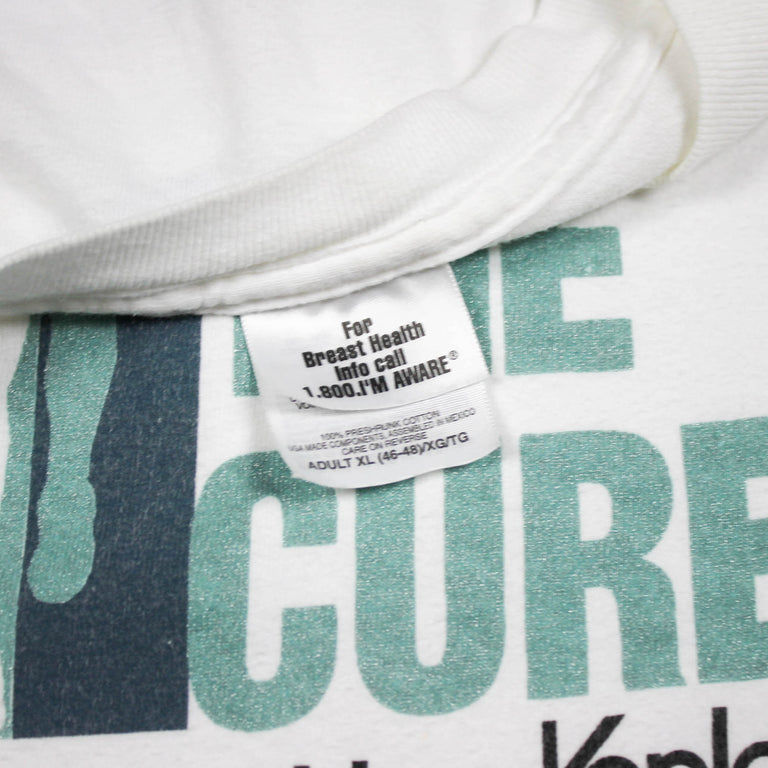 For
Breast Health
Info call
1.800.I'M AWARE®
100% PRESHRUNK COTTON
USA MADE COMPONENTS, ASSEMBLED IN MEXICO
CARE ON REVERSE
ADULT XL (46-48)/XG/TG
CURE